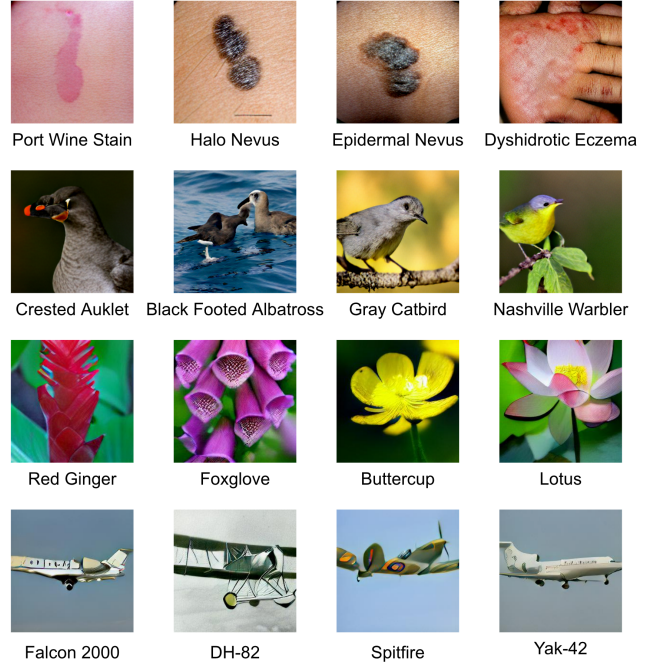 Port Wine Stain
Halo Nevus
Epidermal Nevus
Dyshidrotic Eczema
Crested Auklet
Black Footed Albatross
Gray Catbird
Nashville Warbler
Red Ginger
Foxglove
Buttercup
Lotus
Falcon 2000
DH-82
Spitfire
Yak-42